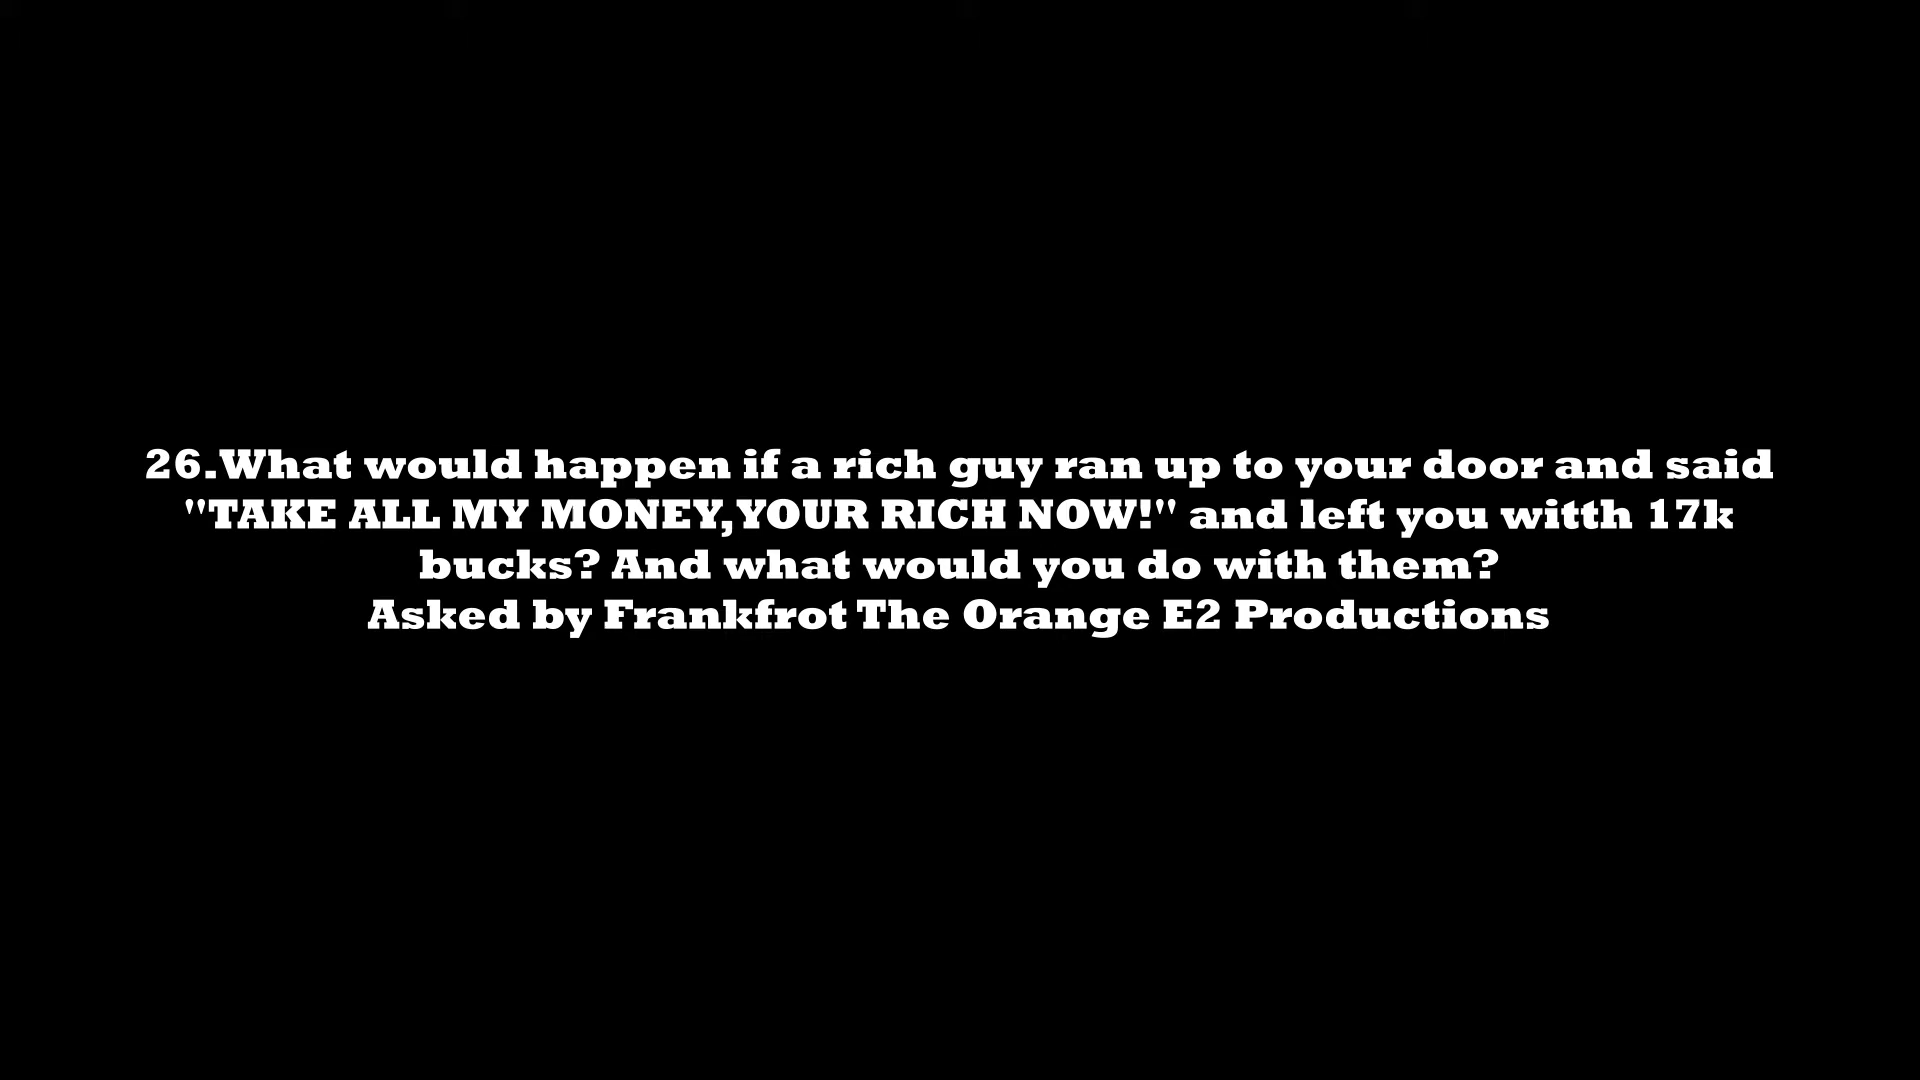 26.What would happen if a rich guy ran up to your door and said
"TAKE ALL MY MONEY,YOUR RICH NOW!" and left you witth 17k
bucks? And what would you do with them?
Asked by Frankfrot The Orange E2 Productions